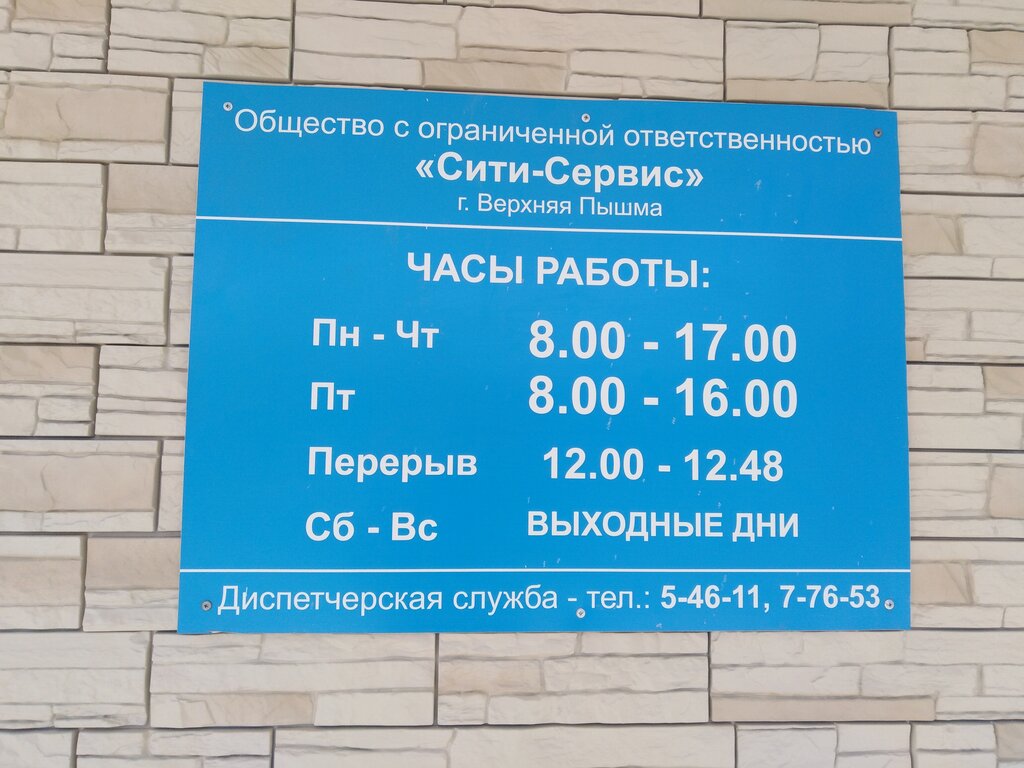 Общество с ограниченной ответственностью
«Сити-Сервис»
г. Верхняя Пышма
ЧАСЫ РАБОТЫ:
Пн - Чт 8.00 - 17.00
Пт 8.00 - 16.00
Перерыв 12.00 - 12.48
Сб - Вс ВЫХОДНЫЕ ДНИ
Диспетчерская служба - тел.: 5-46-11, 7-76-53